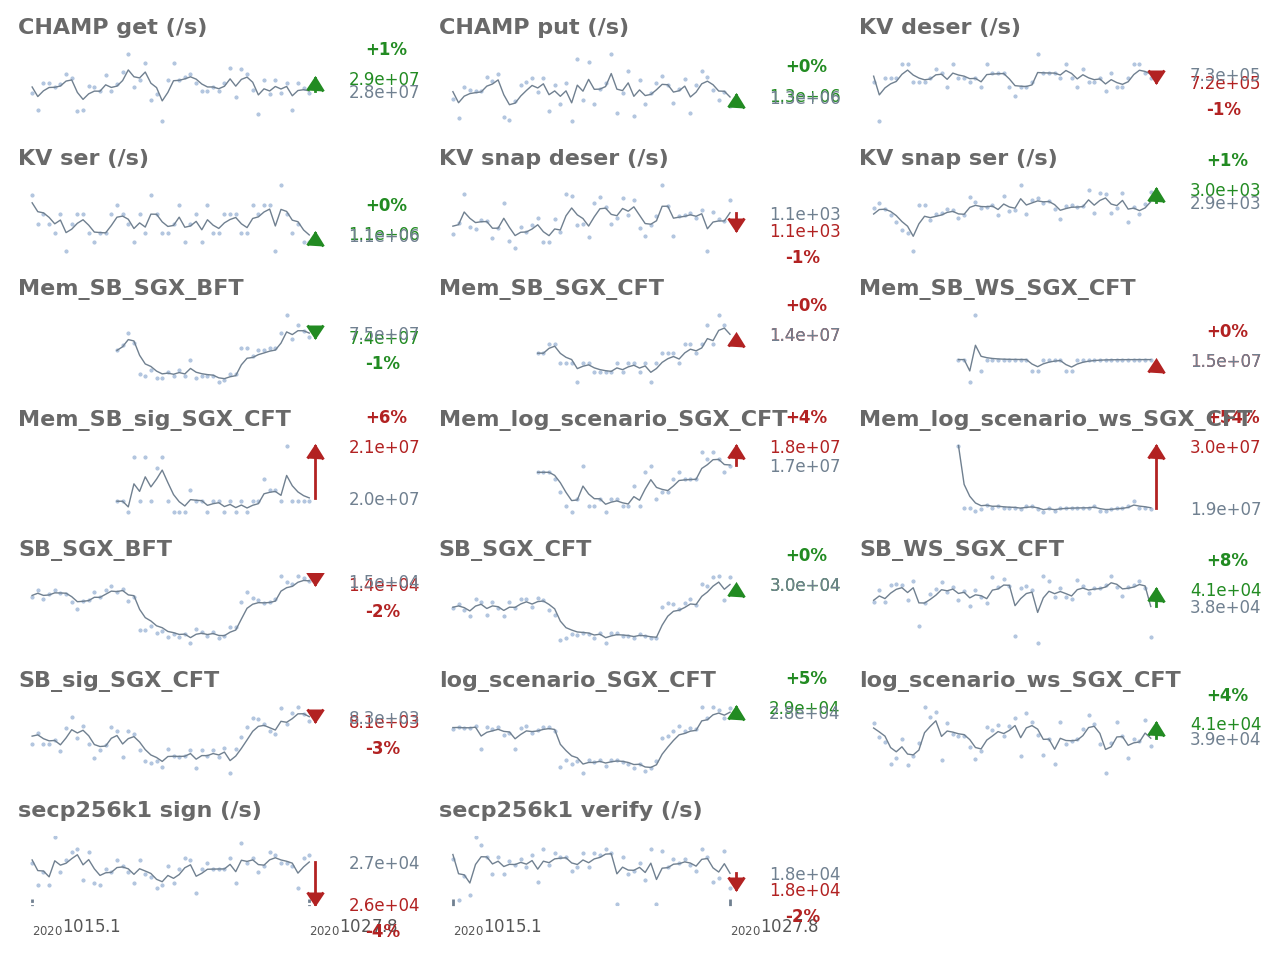 CHAMP get (/s)
+1%
2.9e+07
2.8e+07
CHAMP put (/s)
+0%
1.3e+06
1.3e+06
KV deser (/s)
7.3e+05
7.2e+05
-1%
KV ser (/s)
+0%
1.1e+06
1.1e+06
KV snap deser (/s)
1.1e+03
1.1e+03
-1%
KV snap ser (/s)
+1%
3.0e+03
2.9e+03
Mem_SB_SGX_BFT
7.5e+07
7.4e+07
-1%
Mem_SB_SGX_CFT
+0%
1.4e+07
Mem_SB_WS_SGX_CFT
+0%
1.5e+07
Mem_SB_sig_SGX_CFT
+6%
2.1e+07
2.0e+07
Mem_log_scenario_SGX_CFT
+4%
1.8e+07
1.7e+07
Mem_log_scenario_ws_SGX_CFT
3.0e+07
1.9e+07
SB_SGX_BFT
1.5e+04
1.4e+04
-2%
SB_SGX_CFT
+0%
3.0e+04
SB_WS_SGX_CFT
+8%
4.1e+04
3.8e+04
SB_sig_SGX_CFT
8.3e+03
8.1e+03
-3%
log_scenario_SGX_CFT
+5%
2.9e+04
2.8e+04
log_scenario_ws_SGX_CFT
+4%
4.1e+04
3.9e+04
secp256k1 sign (/s)
2.7e+04
2.6e+04
-4%
2020 1015.1
2020 1027.8
secp256k1 verify (/s)
1.8e+04
1.8e+04
-2%
2020 1015.1
2020 1027.8